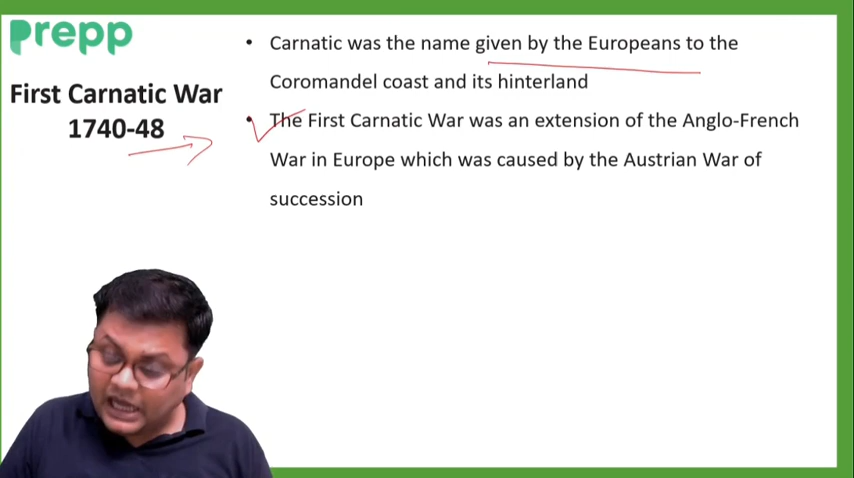 prepp
First Carnatic War
1740-48
• Carnatic was the name given by the Europeans to the
Coromandel coast and its hinterland
• The First Carnatic War was an extension of the Anglo-French
War in Europe which was caused by the Austrian War of
succession